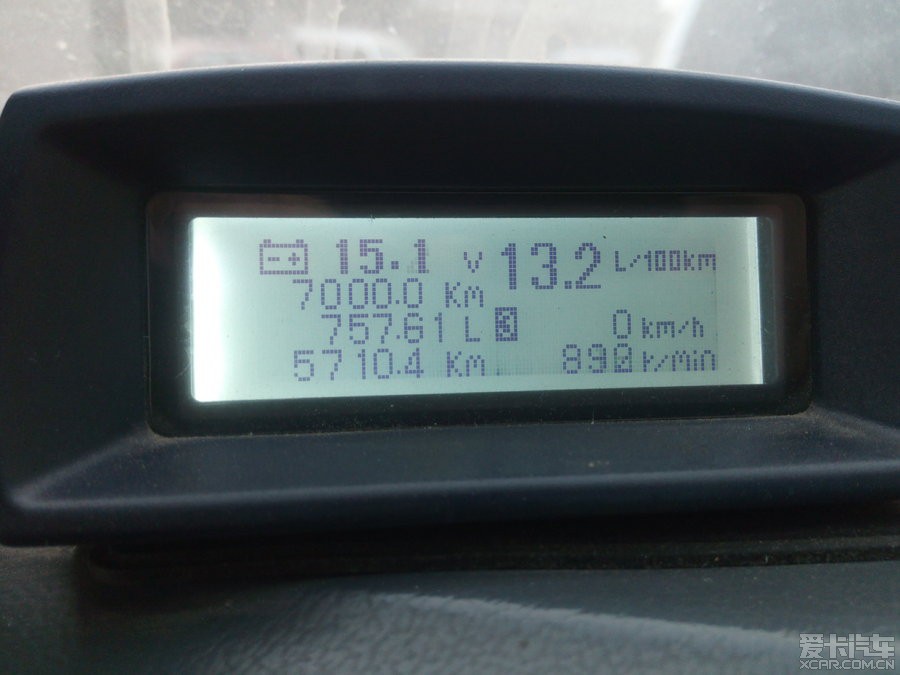 15.1 V 13.2 L/100km
7000.0 Km
757.61 L 0 km/h
5710.4 Km r/min
爱卡汽车
XCAR.COM.CN